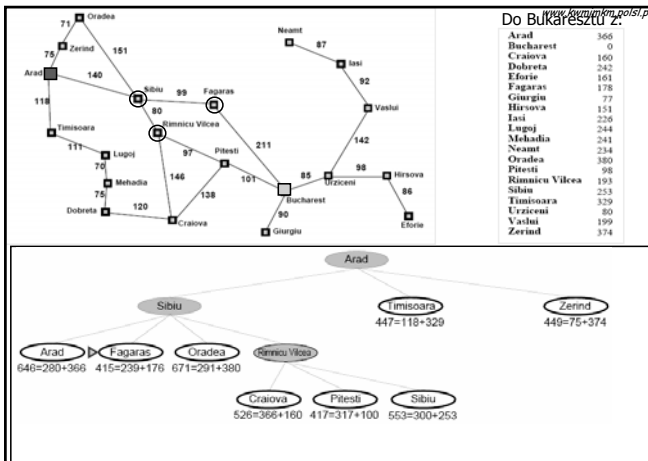 www.kwmimkm.polsl.p
Do Bukaresztu z:
Oradea
71
Zerind
75
151
Arad
140
Sibiu
99
Fagaras
118
80
Rimnicu Vilcea
Timisoara
111
Lugoj
70
Mehadia
75
Dobreta
120
Craiova
146
97
Pitesti
138
101
211
Bucharest
90
Giurgiu
85
Urziceni
98
Hirsova
86
Eforie
142
Vaslui
92
Iasi
87
Neamt
Arad 366
Bucharest 0
Craiova 160
Dobreta 242
Eforie 161
Fagaras 178
Giurgiu 77
Hirsova 151
Iasi 226
Lugoj 244
Mehadia 241
Neamt 234
Oradea 380
Pitesti 98
Rimnicu Vilcea 193
Sibiu 253
Timisoara 329
Urziceni 80
Vaslui 199
Zerind 374
Arad
Sibiu
Timisoara
447=118+329
Zerind
449=75+374
Arad
646=280+366
Fagaras
415=239+176
Oradea
671=291+380
Rimnicu Vilcea
Craiova
526=366+160
Pitesti
417=317+100
Sibiu
553=300+253